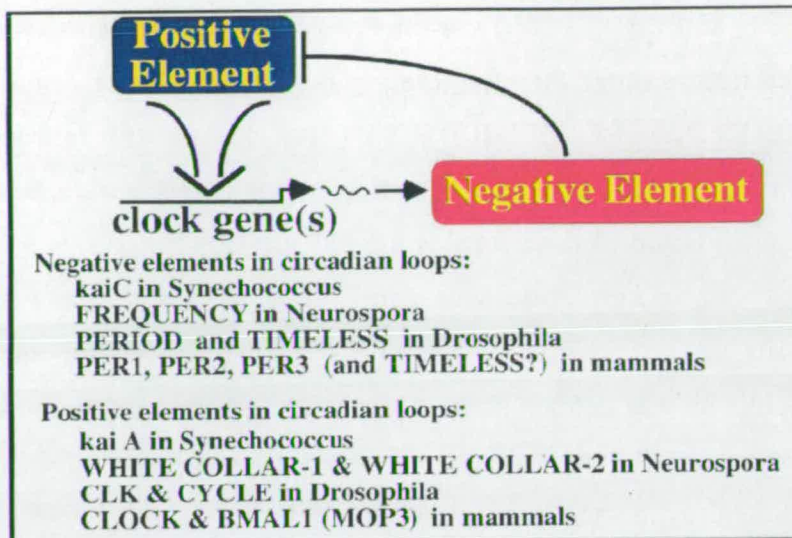 Positive
Element
Negative Element
clock gene(s)
Negative elements in circadian loops:
kaiC in Synechococcus
FREQUENCY in Neurospora
PERIOD and TIMELESS in Drosophila
PER1, PER2, PER3 (and TIMELESS?) in mammals
Positive elements in circadian loops:
kai A in Synechococcus
WHITE COLLAR-1 & WHITE COLLAR-2 in Neurospora
CLK & CYCLE in Drosophila
CLOCK & BMAL1 (MOP3) in mammals